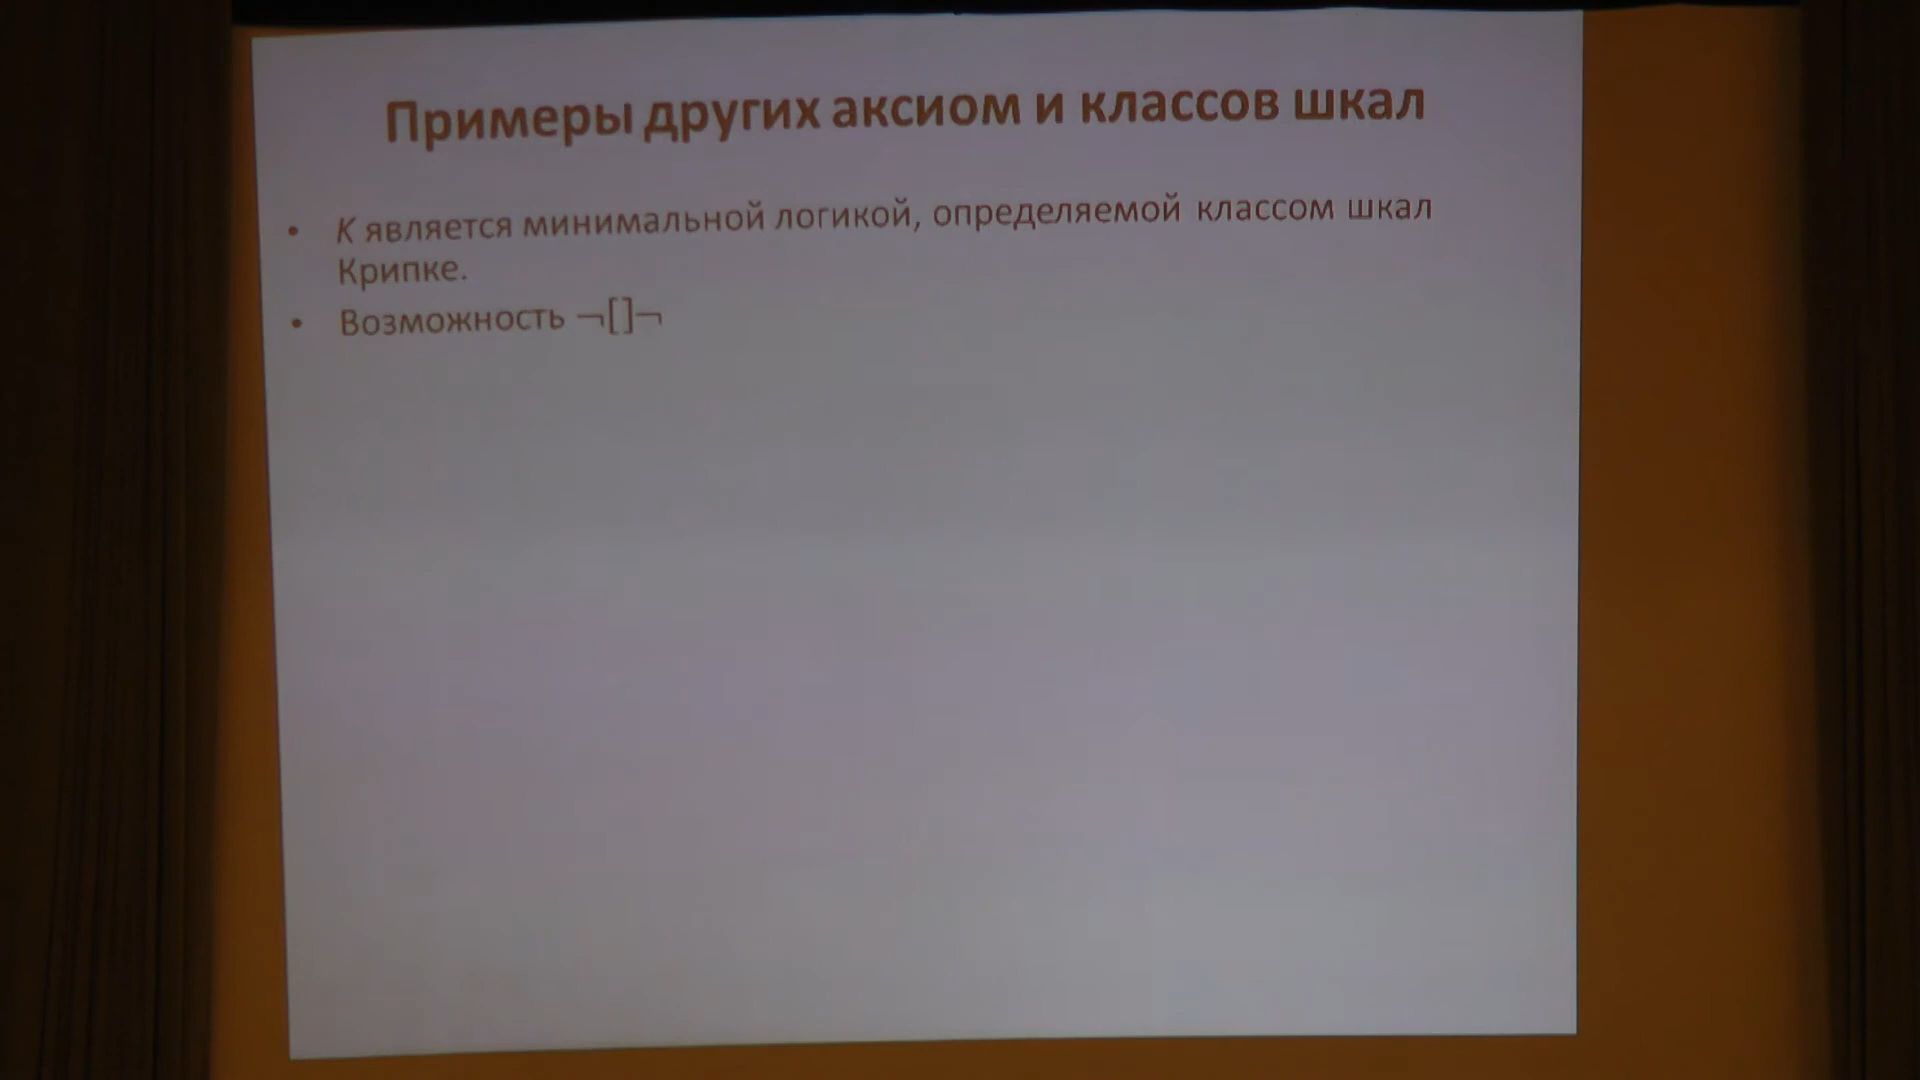 Примеры других аксиом и классов шкал
• K является минимальной логикой, определяемой классом шкал
Крипке.
• Возможность ¬[]¬